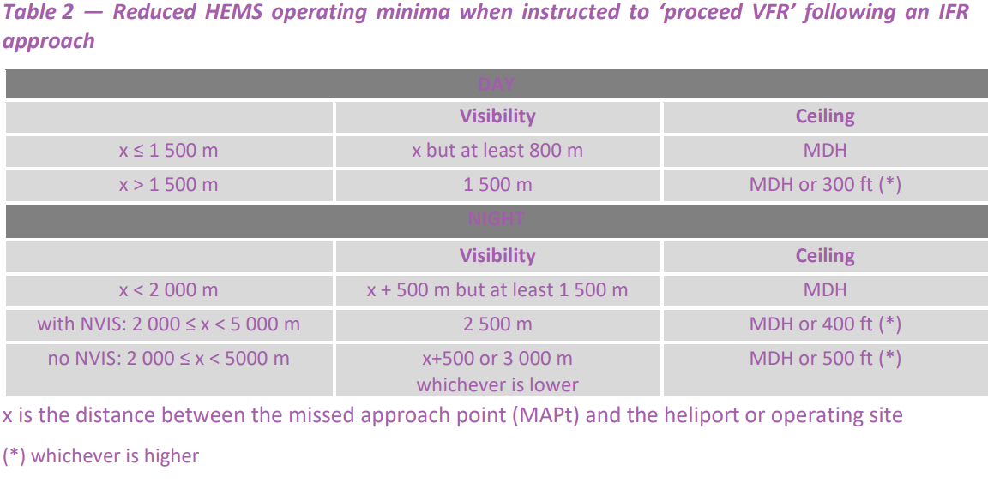 Table 2 — Reduced HEMS operating minima when instructed to ‘proceed VFR’ following an IFR
approach
DAY
Visibility Ceiling
x ≤ 1 500 m x but at least 800 m MDH
x > 1 500 m 1 500 m MDH or 300 ft (*)
NIGHT
Visibility Ceiling
x < 2 000 m x + 500 m but at least 1 500 m MDH
with NVIS: 2 000 ≤ x < 5 000 m 2 500 m MDH or 400 ft (*)
no NVIS: 2 000 ≤ x < 5000 m x+500 or 3 000 m MDH or 500 ft (*)
whichever is lower
x is the distance between the missed approach point (MAPt) and the heliport or operating site
(*) whichever is higher